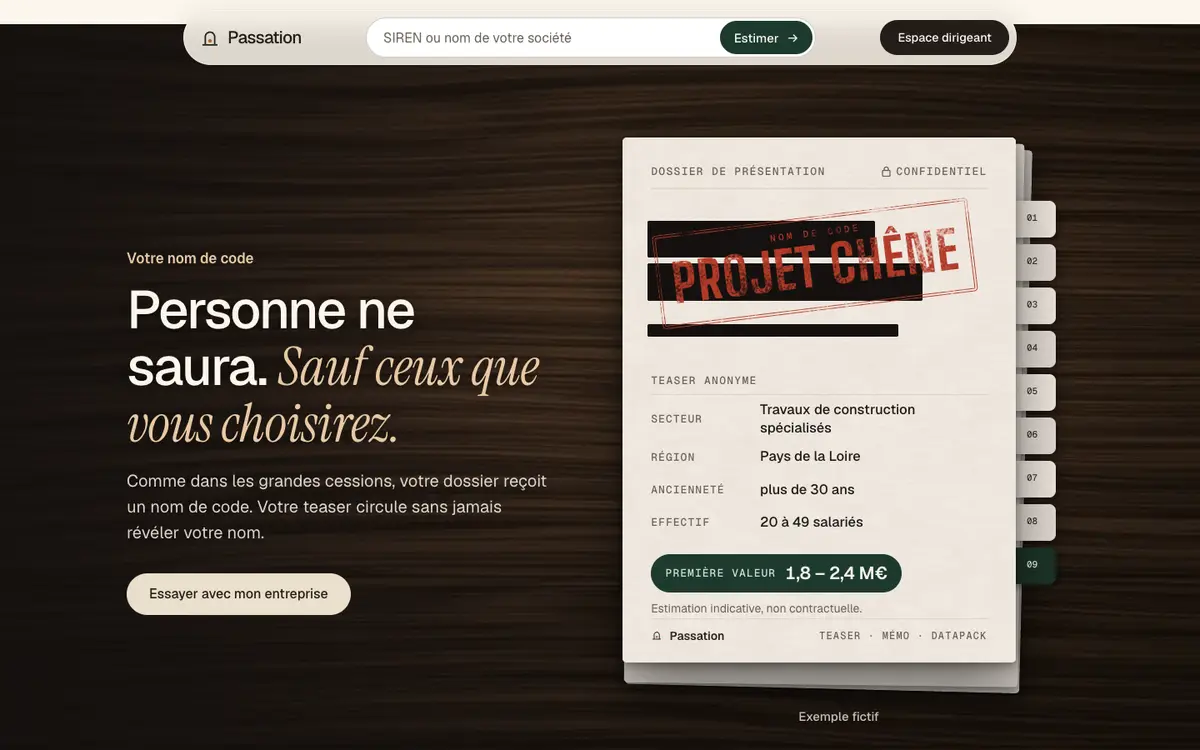 Passation
SIREN ou nom de votre société
Estimer →
Espace dirigeant
Votre nom de code
Personne ne
saura. Sauf ceux que
vous choisirez.
Comme dans les grandes cessions, votre dossier reçoit
un nom de code. Votre teaser circule sans jamais
révéler votre nom.
Essayer avec mon entreprise
DOSSIER DE PRÉSENTATION
CONFIDENTIEL
NOM DE CODE
PROJET CHÊNE
TEASER ANONYME
SECTEUR
Travaux de construction
spécialisés
RÉGION
Pays de la Loire
ANCIENNETÉ
plus de 30 ans
EFFECTIF
20 à 49 salariés
PREMIÈRE VALEUR 1,8 – 2,4 M€
Estimation indicative, non contractuelle.
Passation
TEASER · MÉMO · DATAPACK
01
02
03
04
05
06
07
08
09
Exemple fictif